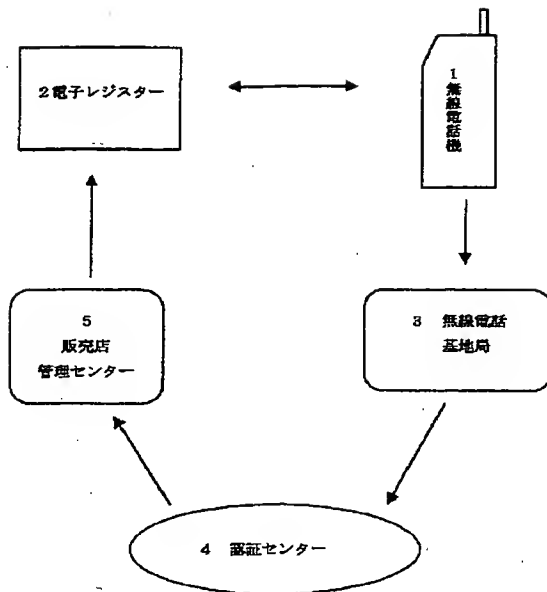 2電子レジスター
1
無線電話機
5
販売店
管理センター
3 無線電話
基地局
4 認証センター